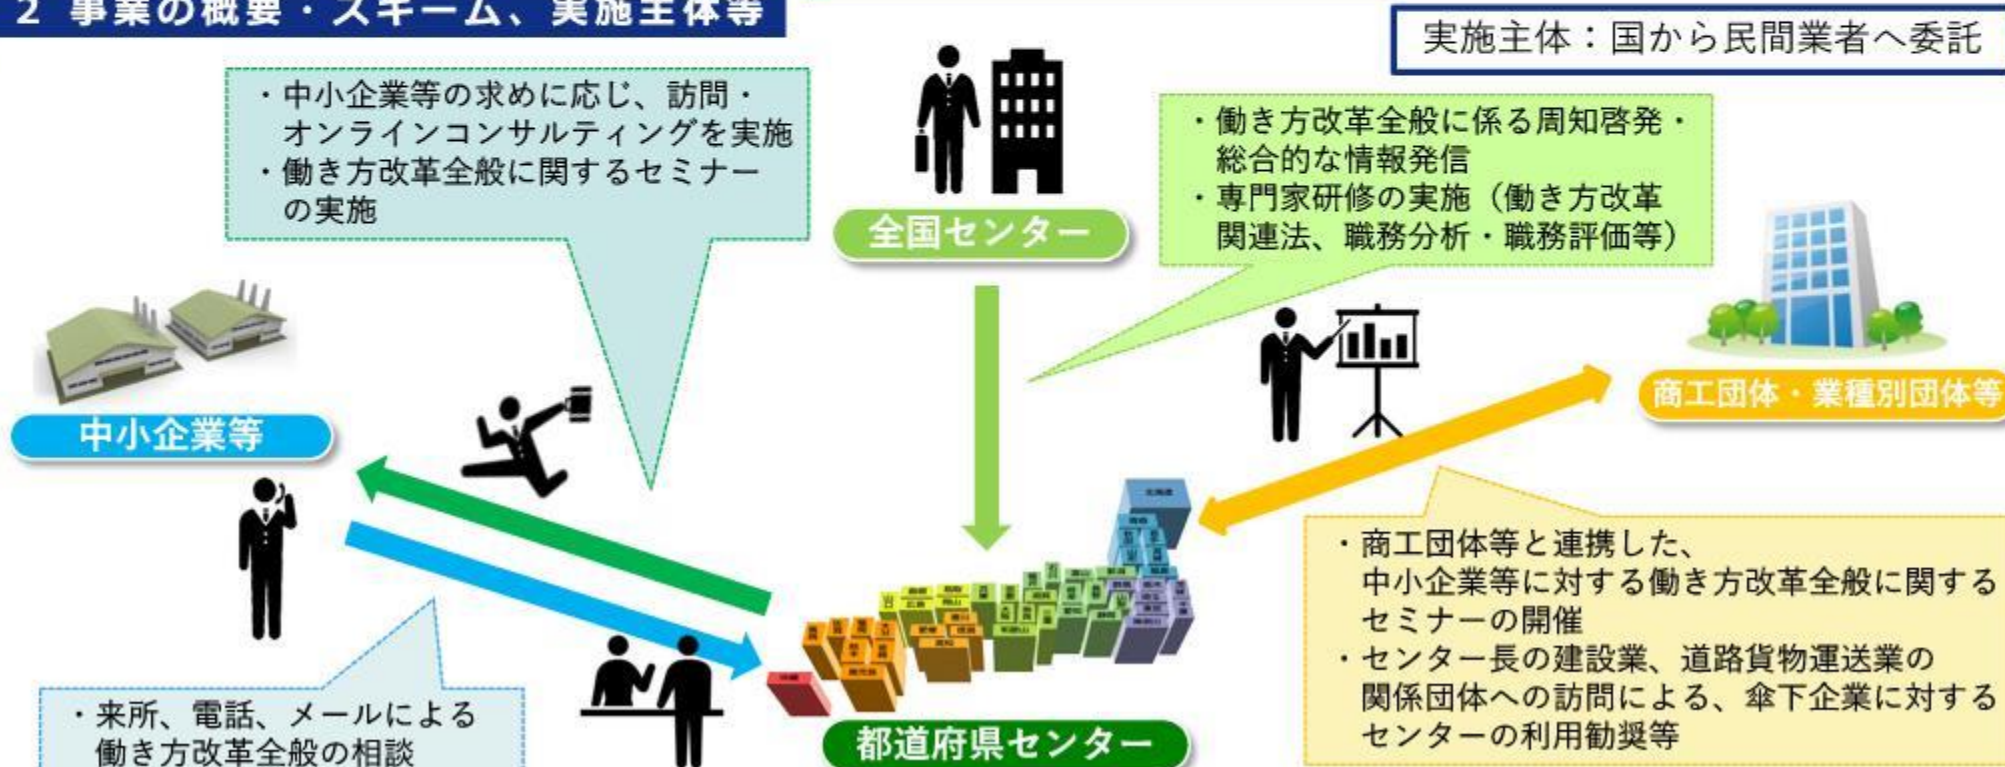 2 事業の概要・スキーム、実施主体等
実施主体：国から民間業者へ委託
・中小企業等の求めに応じ、訪問・
オンラインコンサルティングを実施
・働き方改革全般に関するセミナー
の実施
全国センター
・働き方改革全般に係る周知啓発・
総合的な情報発信
・専門家研修の実施（働き方改革
関連法、職務分析・職務評価等）
中小企業等
商工団体・業種別団体等
・商工団体等と連携した、
中小企業等に対する働き方改革全般に関する
セミナーの開催
・センター長の建設業、道路貨物運送業の
関係団体への訪問による、傘下企業に対する
センターの利用勧奨等
・来所、電話、メールによる
働き方改革全般の相談
北海道
都道府県センター